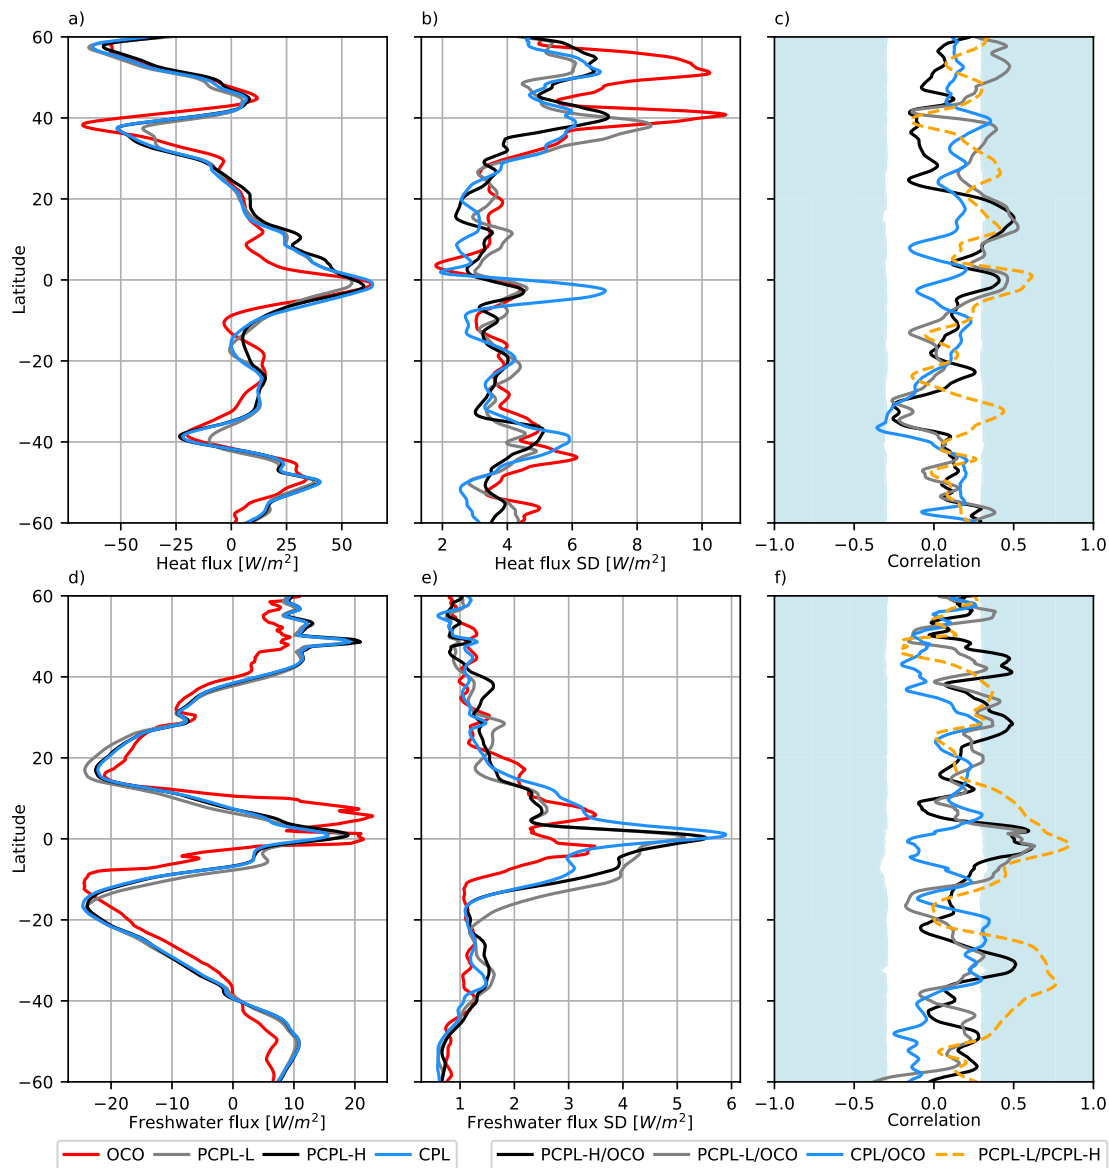 a)
b)
c)
60
40
20
0
−20
−40
−60
Latitude
−50
−25
0
25
50
Heat flux [W/m²]
2
4
6
8
10
Heat flux SD [W/m²]
−1.0
−0.5
0.0
0.5
1.0
Correlation
d)
e)
f)
60
40
20
0
−20
−40
−60
Latitude
−20
−10
0
10
20
Freshwater flux [W/m²]
1
2
3
4
5
6
Freshwater flux SD [W/m²]
−1.0
−0.5
0.0
0.5
1.0
Correlation
OCO
PCPL-L
PCPL-H
CPL
PCPL-H/OCO
PCPL-L/OCO
CPL/OCO
PCPL-L/PCPL-H